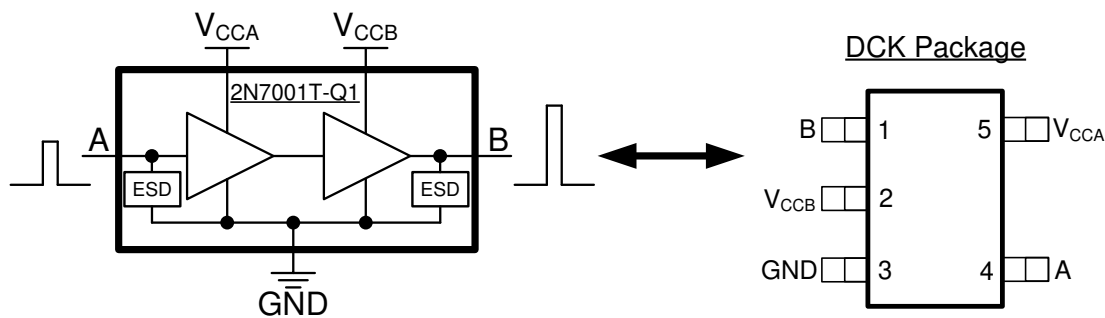 VCCA VCCB
2N7001T-Q1
A B
ESD ESD
GND
DCK Package
B 1 5 VCCA
VCCB 2
GND 3 4 A